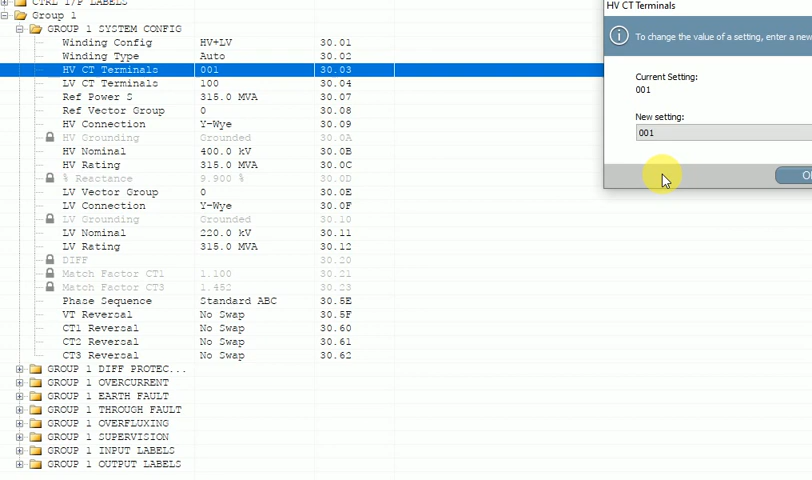 CTRL I/P LABELS
Group 1
GROUP 1 SYSTEM CONFIG
Winding Config HV+LV 30.01
Winding Type Auto 30.02
HV CT Terminals 001 30.03
LV CT Terminals 100 30.04
Ref Power S 315.0 MVA 30.07
Ref Vector Group 0 30.08
HV Connection Y-Wye 30.09
HV Grounding Grounded 30.0A
HV Nominal 400.0 kV 30.0B
HV Rating 315.0 MVA 30.0C
% Reactance 9.900 % 30.0D
LV Vector Group 0 30.0E
LV Connection Y-Wye 30.0F
LV Grounding Grounded 30.10
LV Nominal 220.0 kV 30.11
LV Rating 315.0 MVA 30.12
DIFF 30.20
Match Factor CT1 1.100 30.21
Match Factor CT3 1.452 30.23
Phase Sequence Standard ABC 30.5E
VT Reversal No Swap 30.5F
CT1 Reversal No Swap 30.60
CT2 Reversal No Swap 30.61
CT3 Reversal No Swap 30.62
GROUP 1 DIFF PROTEC...
GROUP 1 OVERCURRENT
GROUP 1 EARTH FAULT
GROUP 1 THROUGH FAULT
GROUP 1 OVERFLUXING
GROUP 1 SUPERVISION
GROUP 1 INPUT LABELS
GROUP 1 OUTPUT LABELS
HV CT Terminals
To change the value of a setting, enter a new
Current Setting:
001
New setting:
001